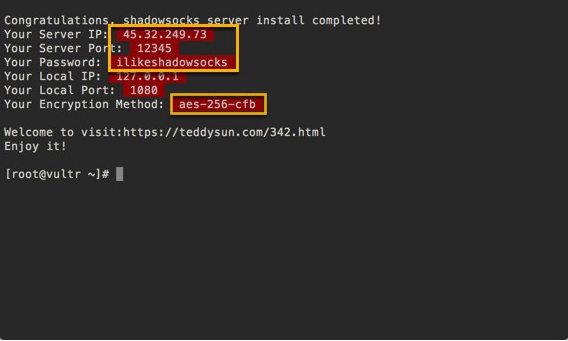 Congratulations, shadowsocks server install completed!
Your Server IP: 45.32.249.73
Your Server Port: 12345
Your Password: ilikeshadowsocks
Your Local IP: 127.0.0.1
Your Local Port: 1080
Your Encryption Method: aes-256-cfb
Welcome to visit:https://teddysun.com/342.html
Enjoy it!
[root@vultr ~]#